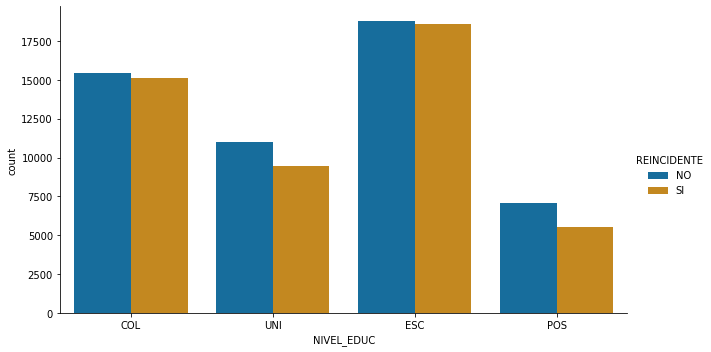 17500
15000
12500
10000
7500
5000
2500
0
count
COL UNI ESC POS
NIVEL_EDUC
REINCIDENTE
NO
SI